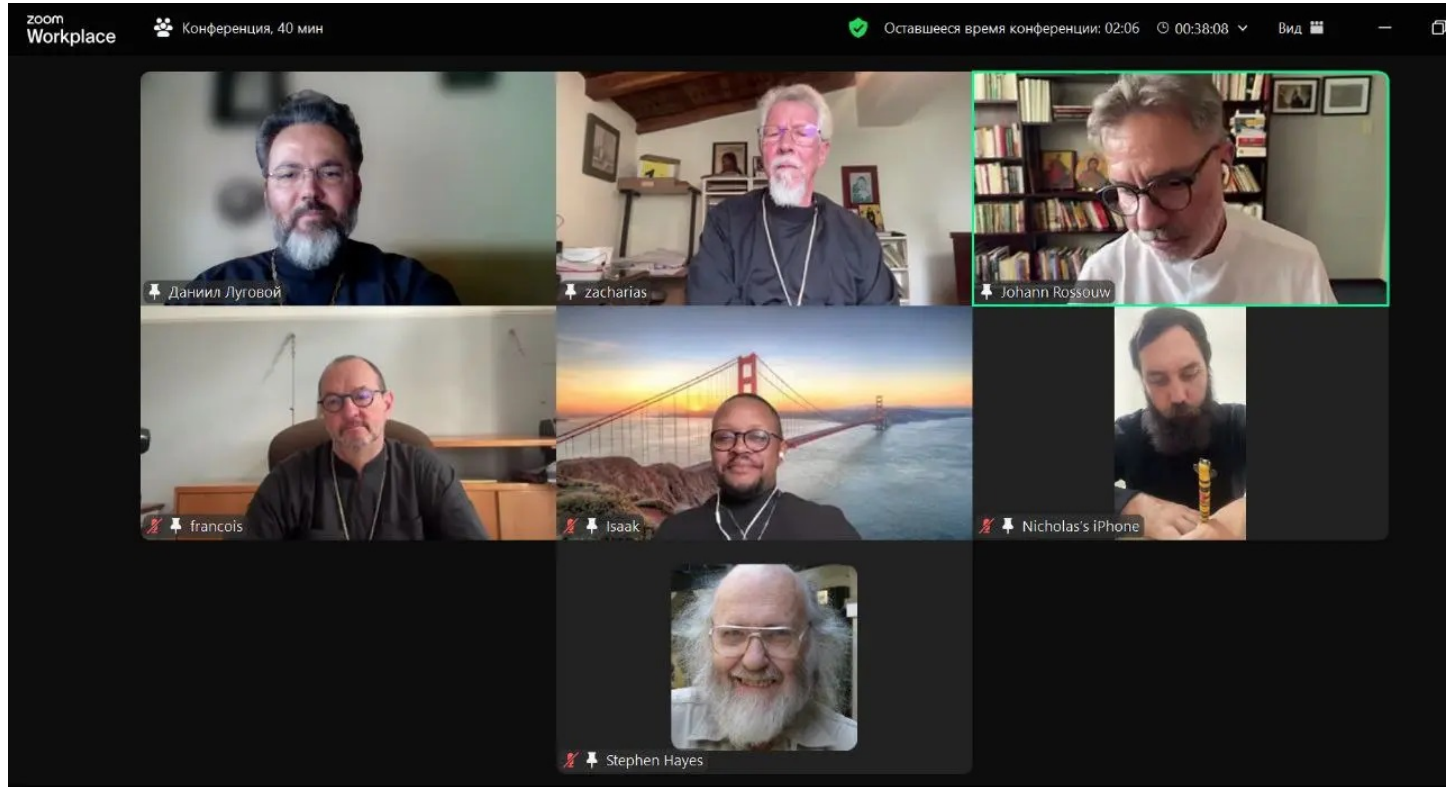 zoom
Workplace
Конференция, 40 мин
Оставшееся время конференции: 02:06
00:38:08
Вид
Даниил Луговой
zacharias
Johann Rossouw
francois
Isaak
Nicholas's iPhone
Stephen Hayes